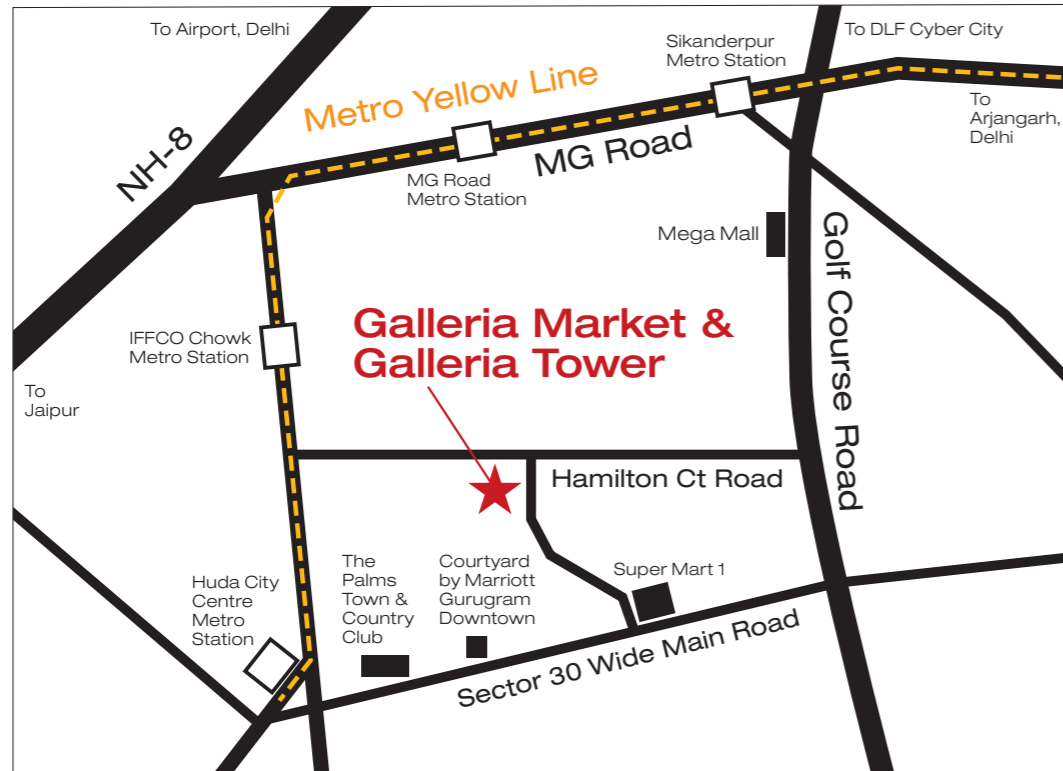 To Airport, Delhi
Sikanderpur
Metro Station
To DLF Cyber City
Metro Yellow Line
To
Arjangarh,
Delhi
NH-8
MG Road
MG Road
Metro Station
Mega Mall
Golf Course Road
IFFCO Chowk
Metro Station
Galleria Market &
Galleria Tower
To
Jaipur
Hamilton Ct Road
Huda City
Centre
Metro
Station
The
Palms
Town &
Country
Club
Courtyard
by Marriott
Gurugram
Downtown
Super Mart 1
Sector 30 Wide Main Road